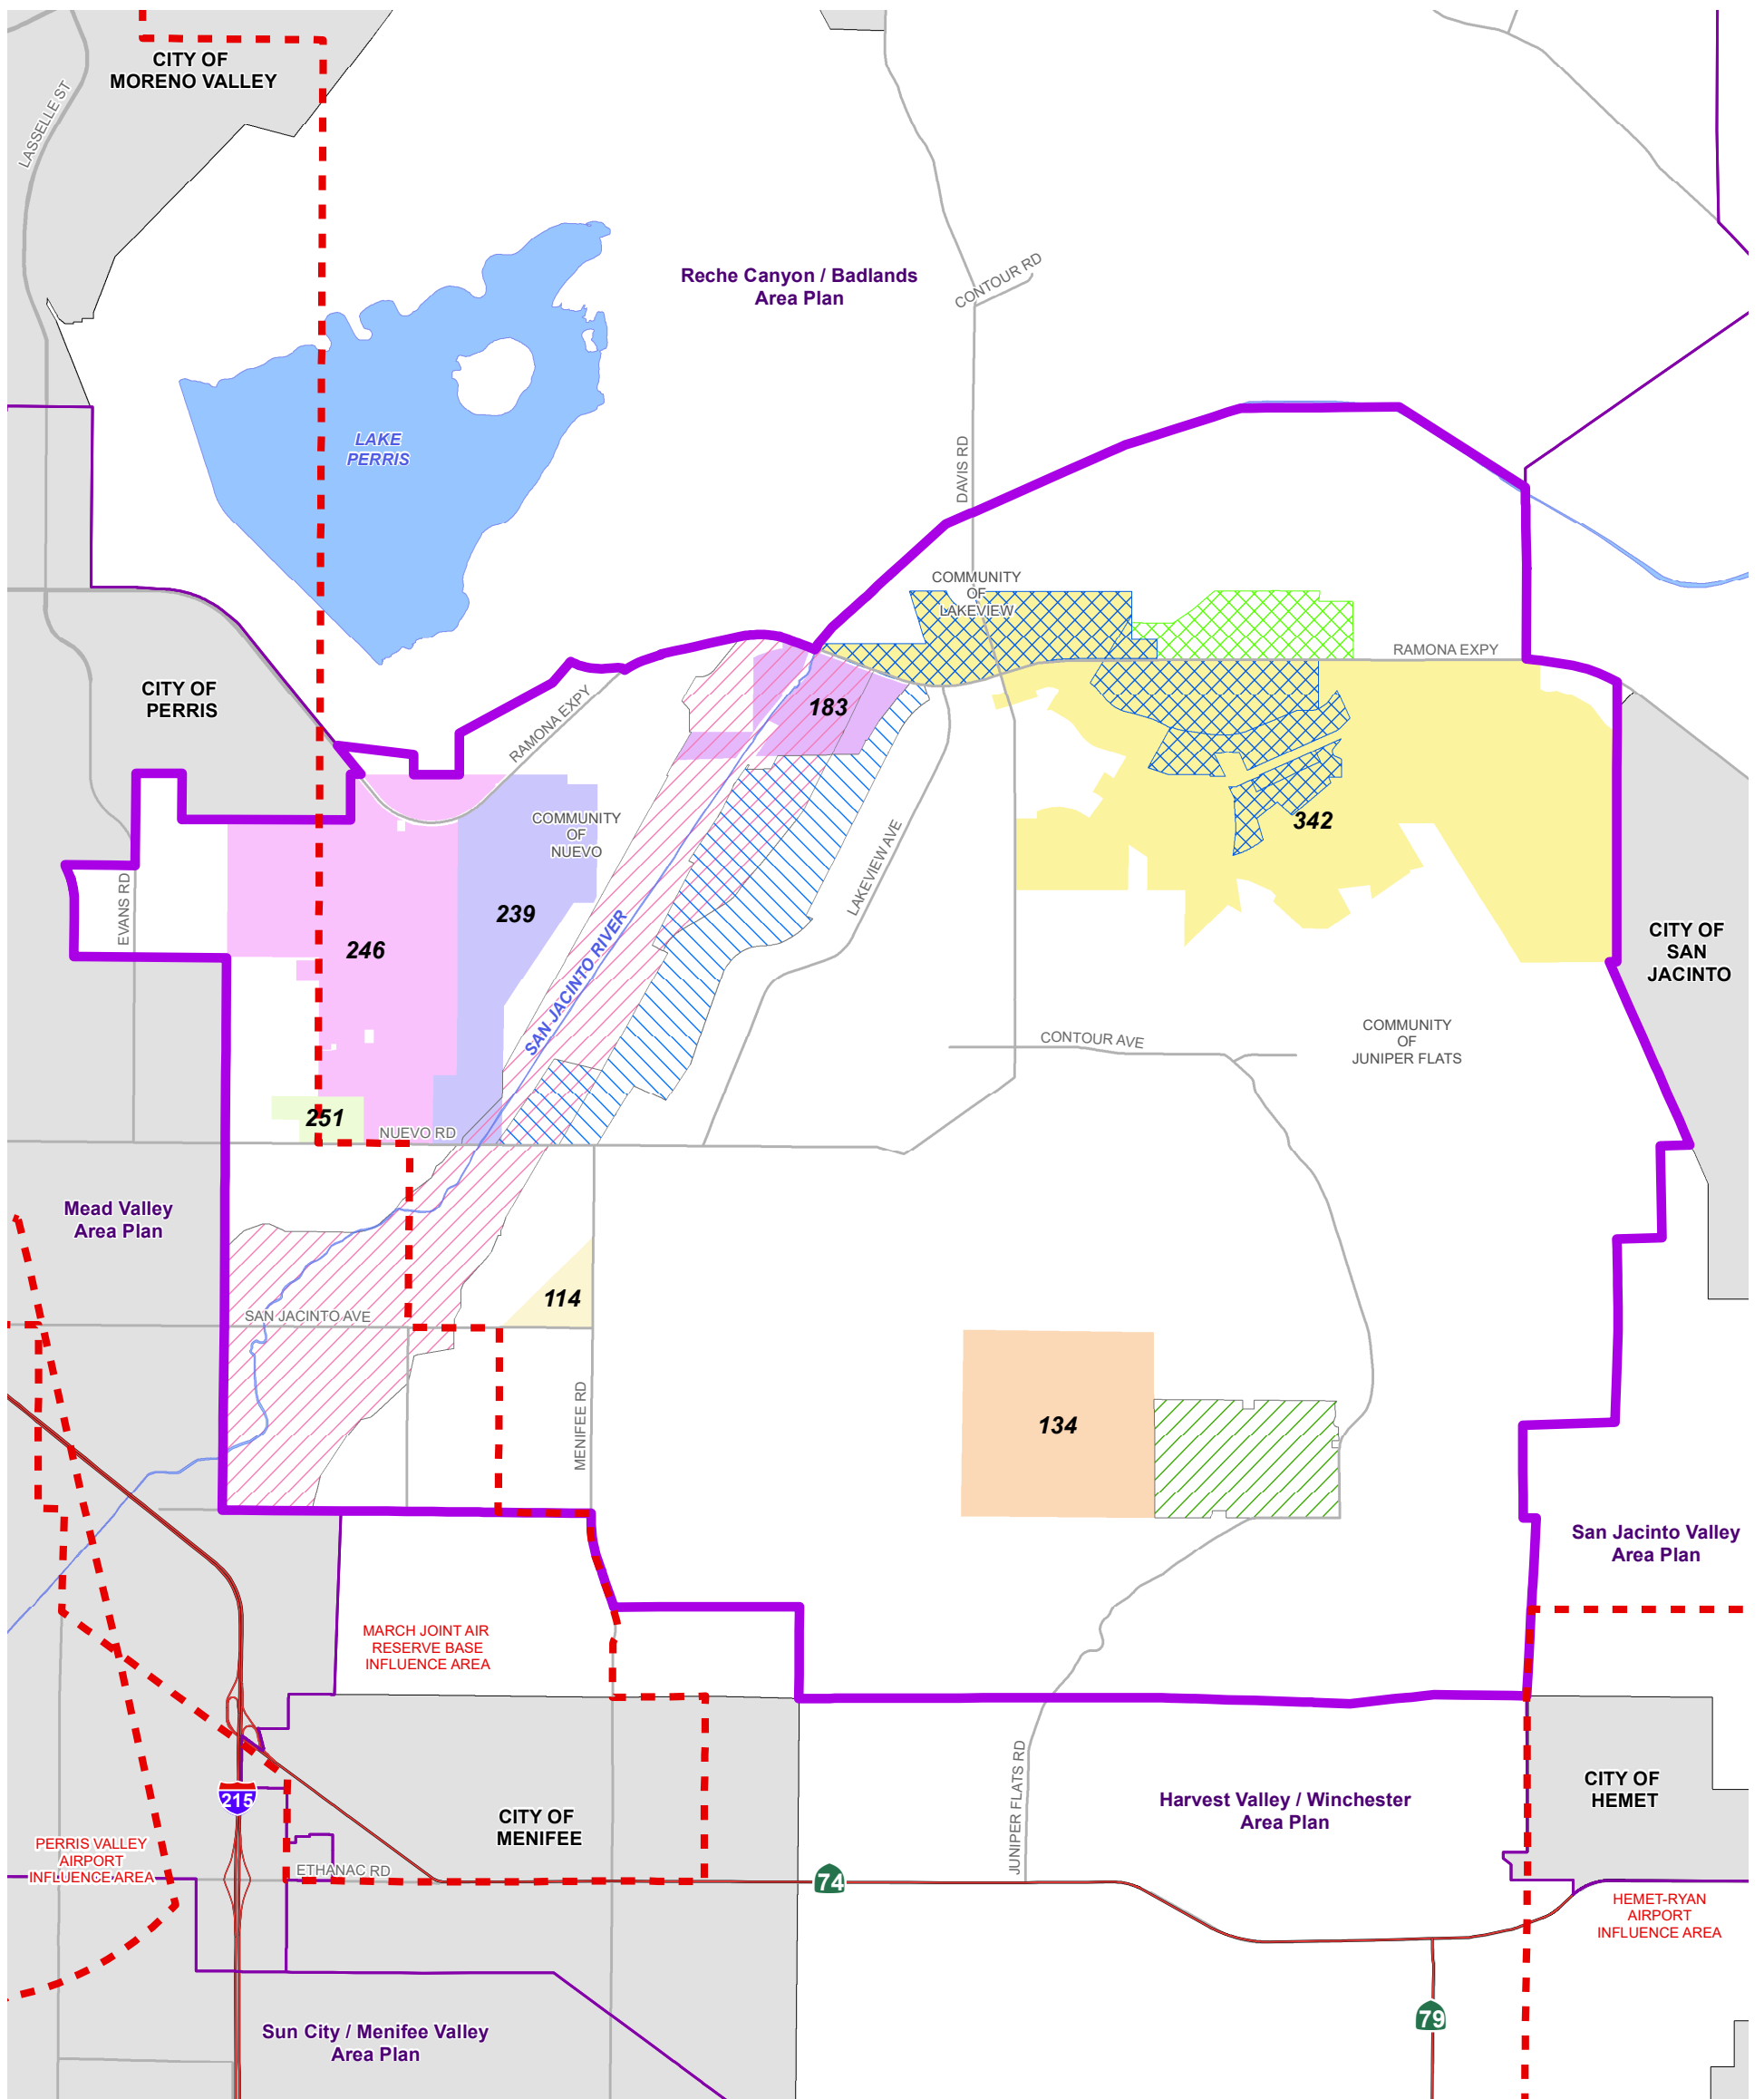 CITY OF
MORENO VALLEY
LASSELLE ST
Reche Canyon / Badlands
Area Plan
CONTOUR RD
LAKE
PERRIS
DAVIS RD
COMMUNITY
OF
LAKEVIEW
RAMONA EXPY
CITY OF
PERRIS
183
RAMONA EXPY
COMMUNITY
OF
NUEVO
342
LAKEVIEW AVE
EVANS RD
239
246
SAN JACINTO RIVER
CITY OF
SAN
JACINTO
CONTOUR AVE
COMMUNITY
OF
JUNIPER FLATS
251
NUEVO RD
Mead Valley
Area Plan
114
SAN JACINTO AVE
MENIFEE RD
134
San Jacinto Valley
Area Plan
MARCH JOINT AIR
RESERVE BASE
INFLUENCE AREA
JUNIPER FLATS RD
215
CITY OF
MENIFEE
Harvest Valley / Winchester
Area Plan
CITY OF
HEMET
PERRIS VALLEY
AIRPORT
INFLUENCE AREA
ETHANAC RD
74
HEMET-RYAN
AIRPORT
INFLUENCE AREA
79
Sun City / Menifee Valley
Area Plan